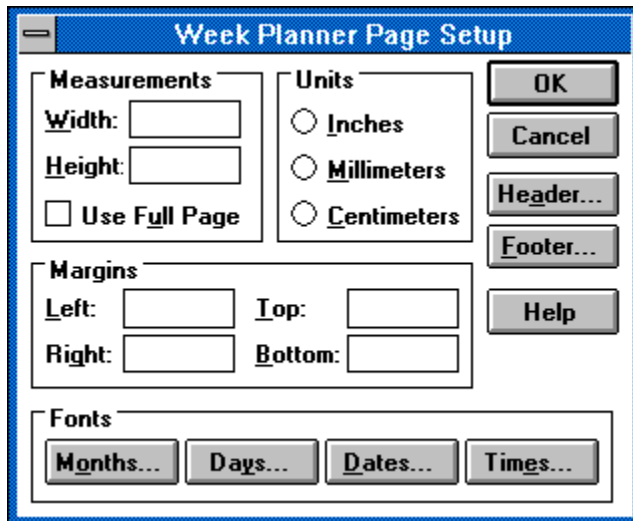 Week Planner Page Setup
Measurements
Width:
Height:
Use Full Page
Units
Inches
Millimeters
Centimeters
OK
Cancel
Header...
Footer...
Help
Margins
Left:
Top:
Right:
Bottom:
Fonts
Months... Days... Dates... Times...